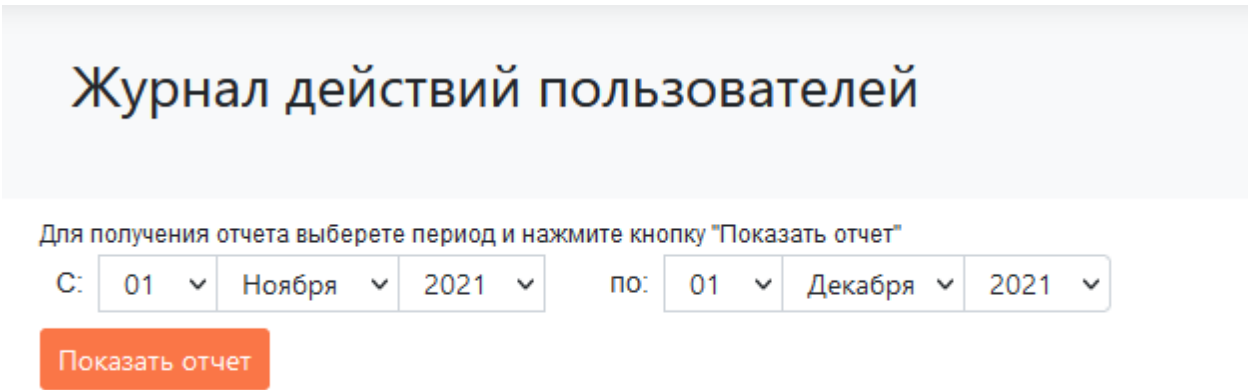 Журнал действий пользователей
Для получения отчета выберете период и нажмите кнопку "Показать отчет"
С: 01 Ноября 2021 по: 01 Декабря 2021
Показать отчет